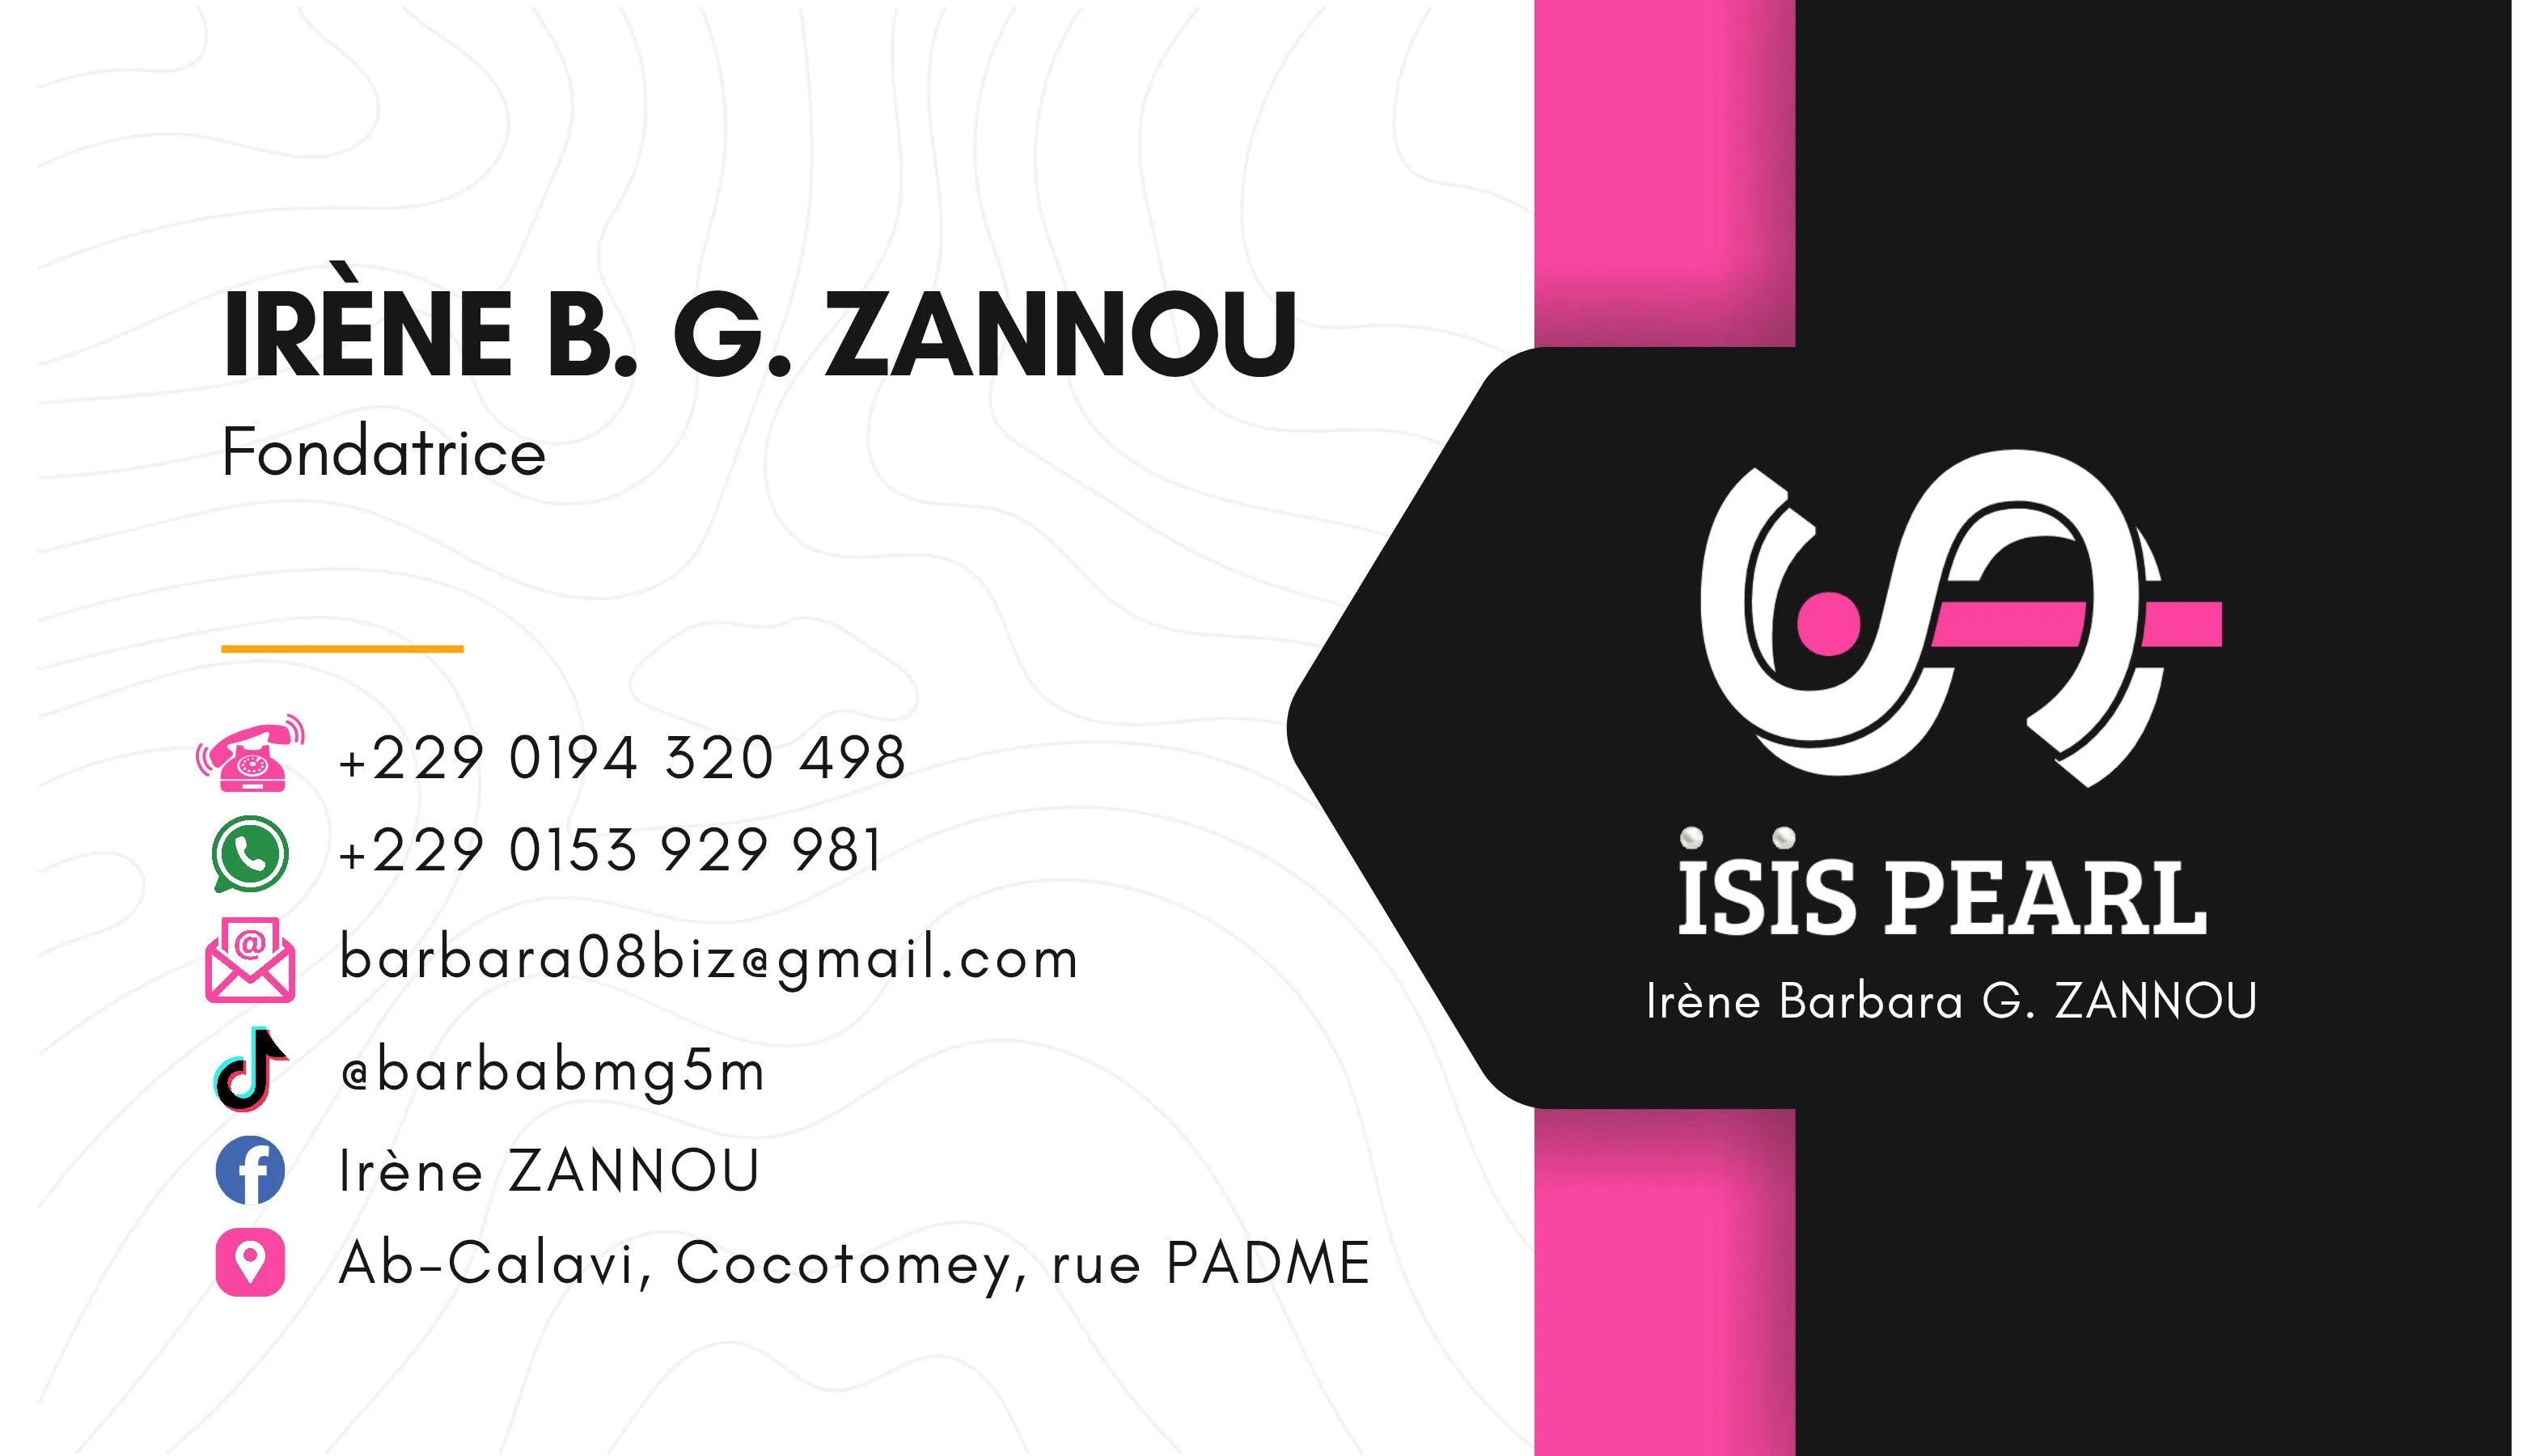 IRÈNE B. G. ZANNOU
Fondatrice
+229 0194 320 498
+229 0153 929 981
barbara08biz@gmail.com
@barbabmg5m
Irène ZANNOU
Ab-Calavi, Cocotomey, rue PADME
iSiS PEARL
Irène Barbara G. ZANNOU